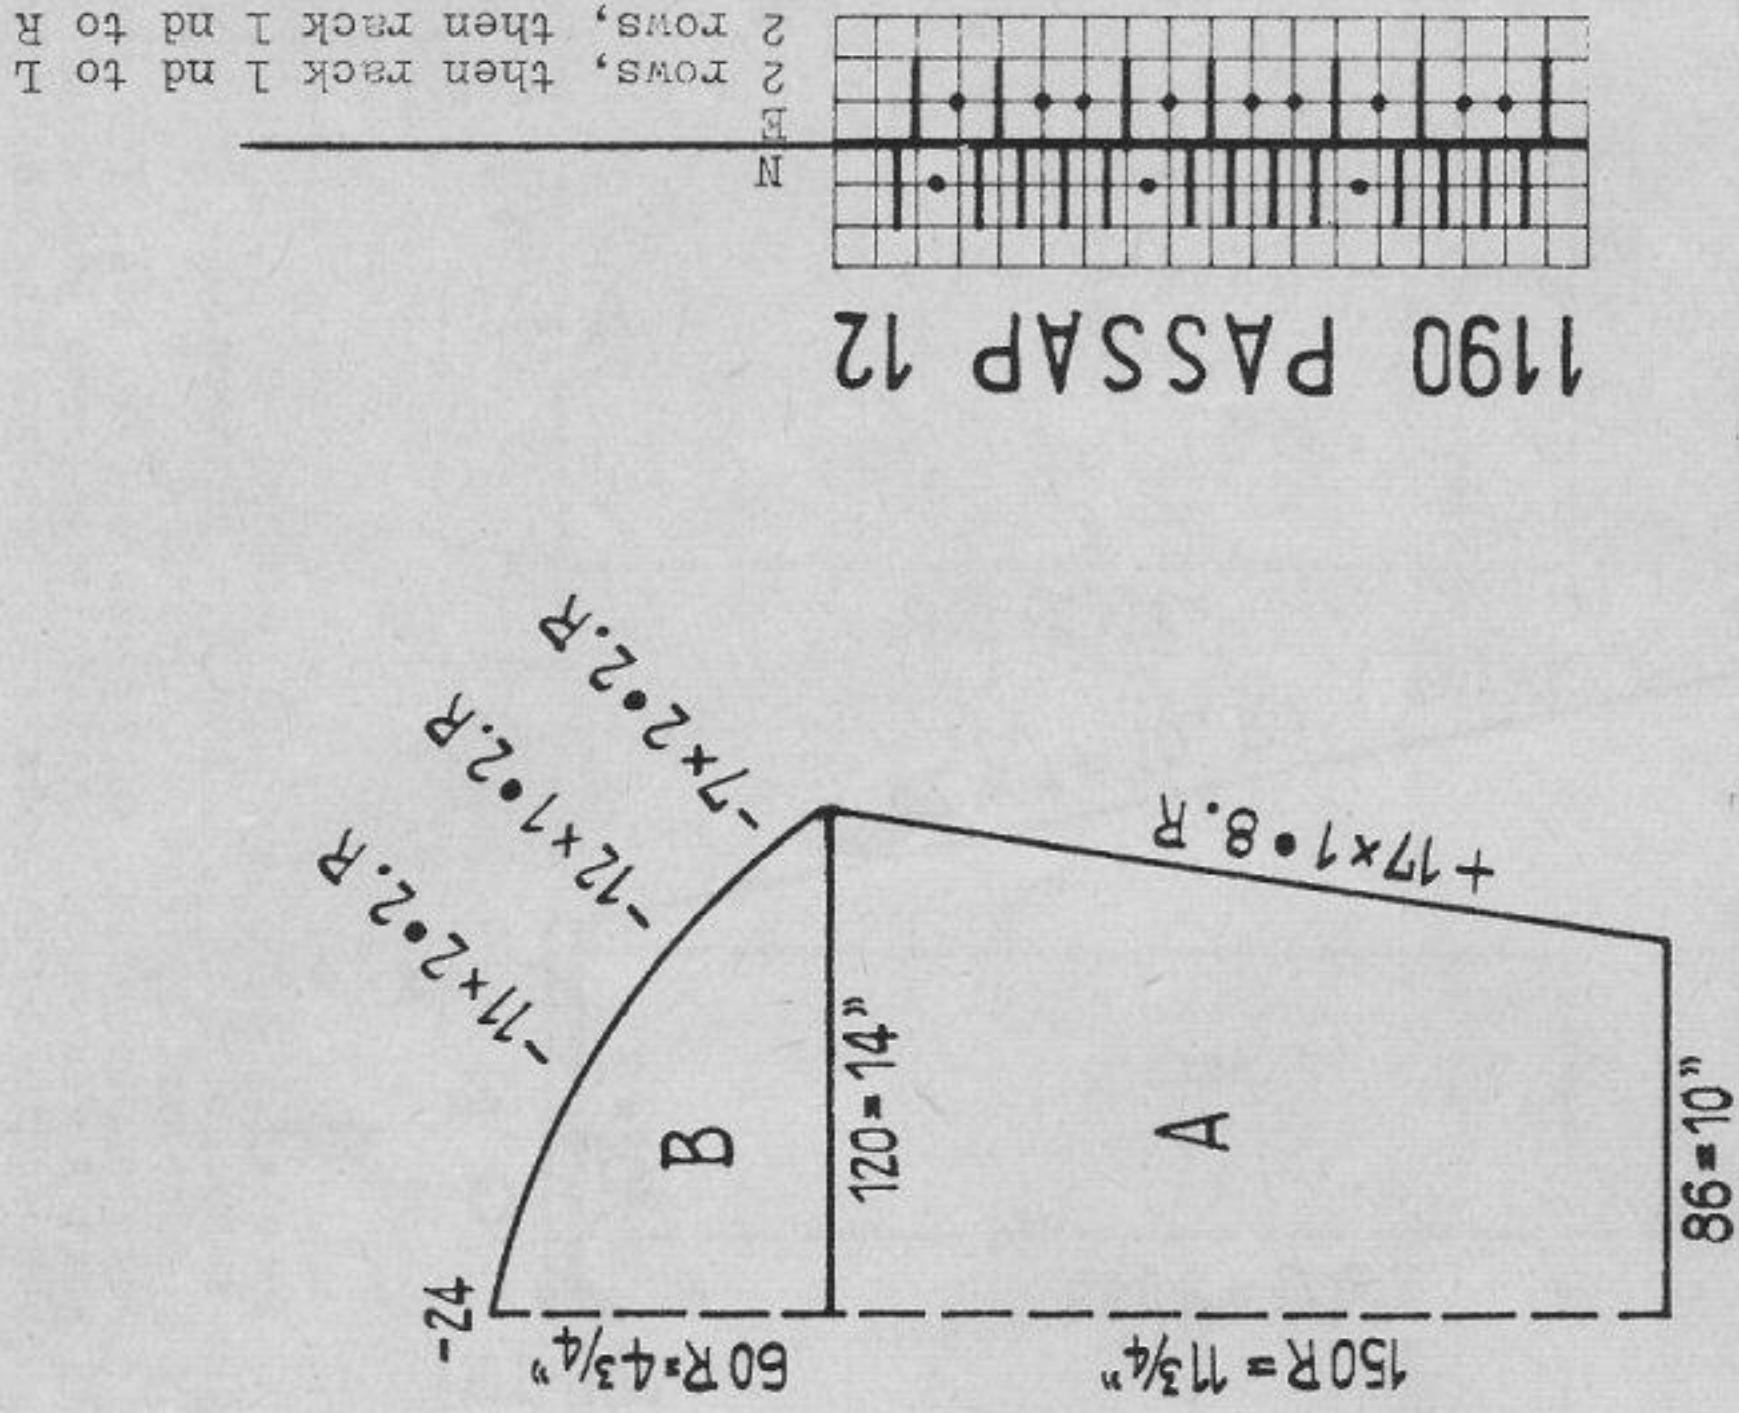 150R = 11¾" 60R=4¾"
-24
86=10"
A
120=14"
B
+17×1•8.R
-11×2•2.R
-12×1•2.R
-7×2•2.R
1190 PASSAP 12
N
E
2 rows, then rack 1 nd to L
2 rows, then rack 1 nd to R